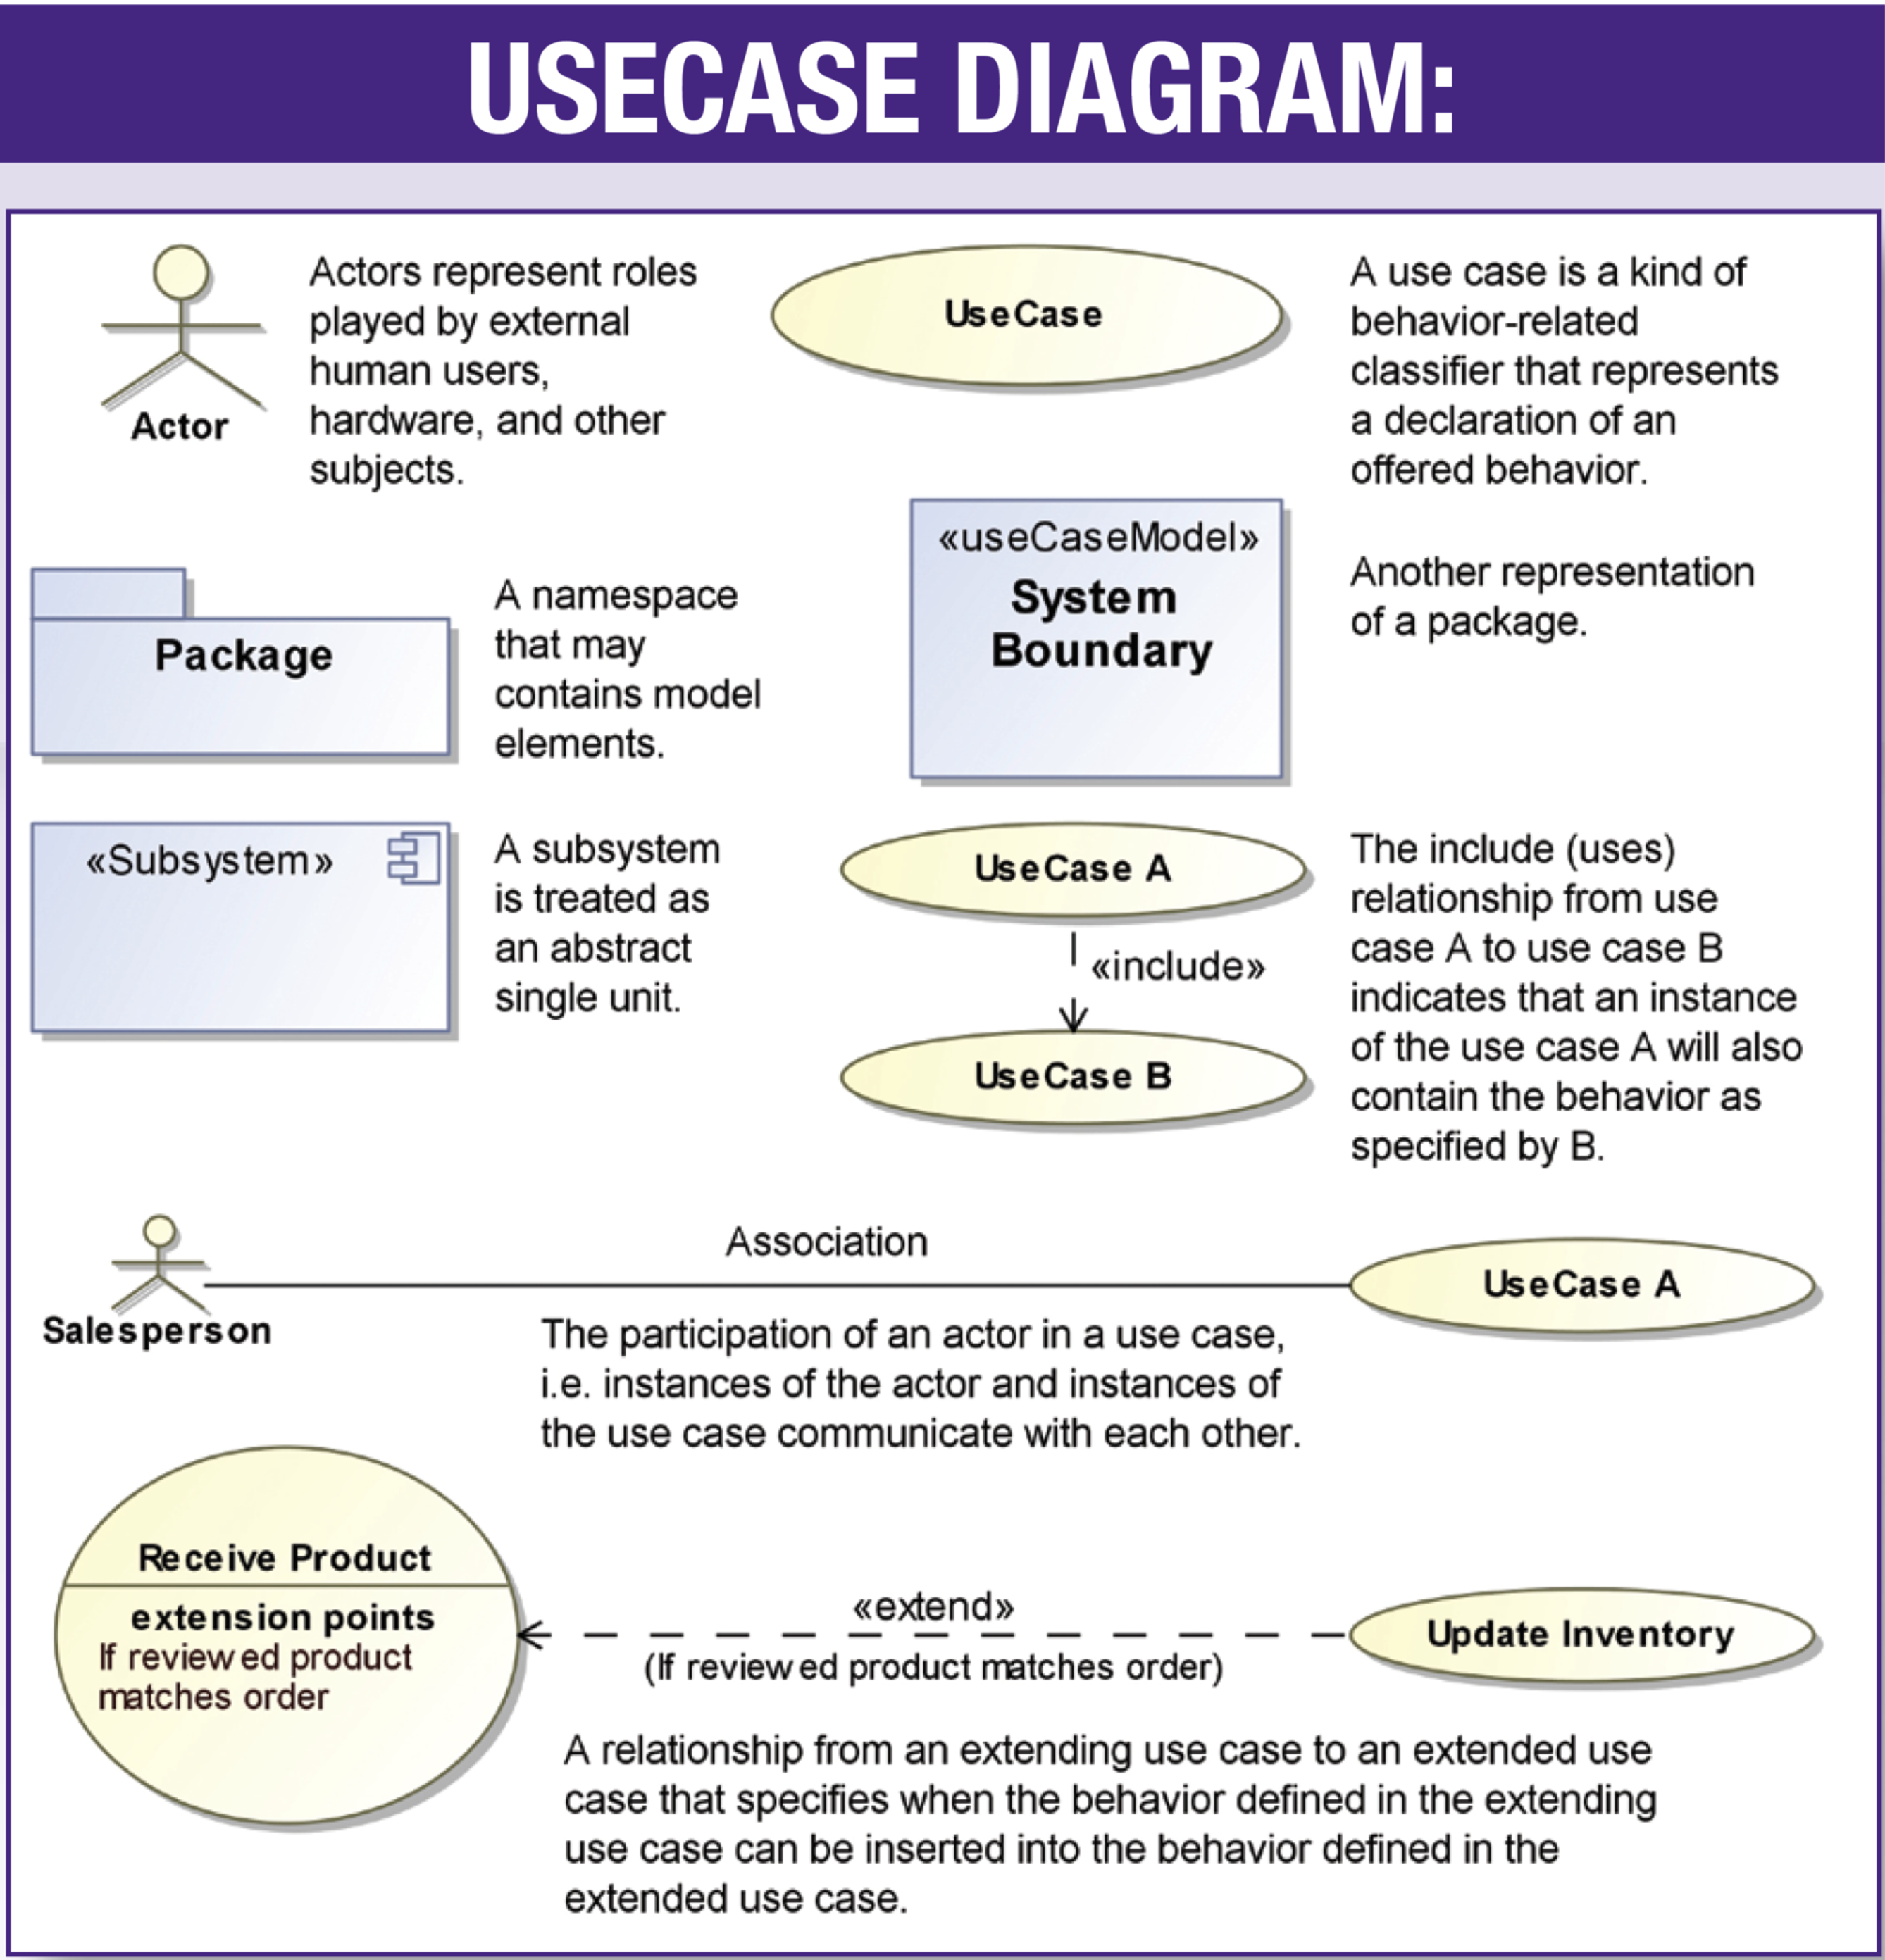 USECASE DIAGRAM:
Actor
Actors represent roles
played by external
human users,
hardware, and other
subjects.
UseCase
A use case is a kind of
behavior-related
classifier that represents
a declaration of an
offered behavior.
Package
A namespace
that may
contains model
elements.
«useCaseModel»
System
Boundary
Another representation
of a package.
«Subsystem»
A subsystem
is treated as
an abstract
single unit.
UseCase A
«include»
UseCase B
The include (uses)
relationship from use
case A to use case B
indicates that an instance
of the use case A will also
contain the behavior as
specified by B.
Salesperson
Association
UseCase A
The participation of an actor in a use case,
i.e. instances of the actor and instances of
the use case communicate with each other.
Receive Product
extension points
If reviewed product
matches order
«extend»
(If reviewed product matches order)
Update Inventory
A relationship from an extending use case to an extended use
case that specifies when the behavior defined in the extending
use case can be inserted into the behavior defined in the
extended use case.